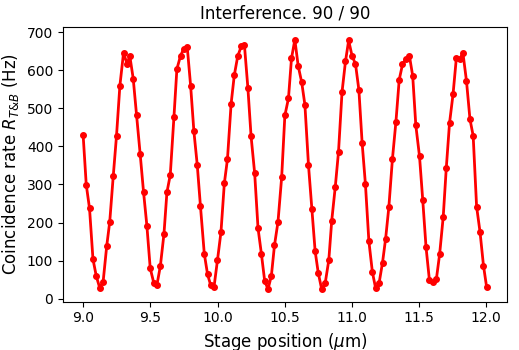 Interference. 90 / 90
Coincidence rate R_{T&B} (Hz)
700
600
500
400
300
200
100
0
9.0 9.5 10.0 10.5 11.0 11.5 12.0
Stage position (μm)